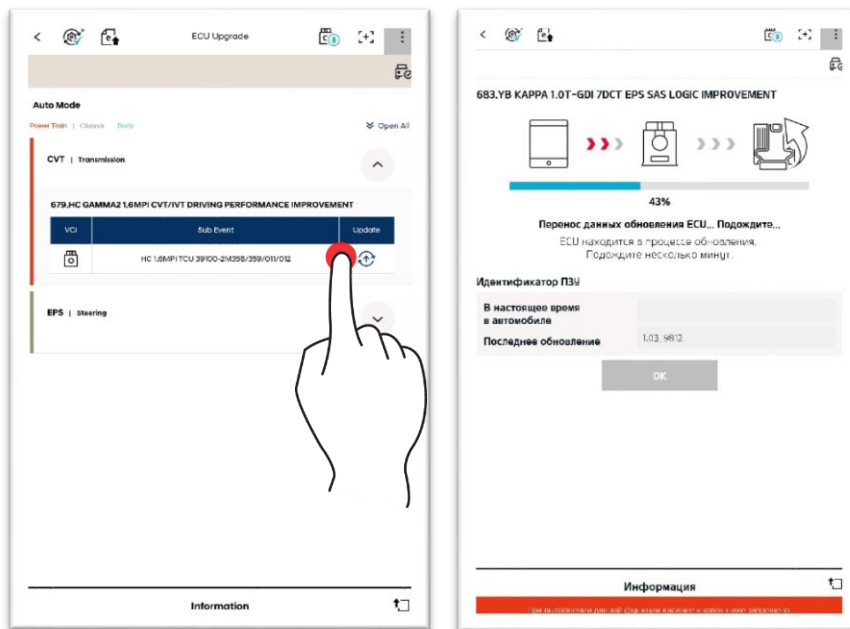 ECU Upgrade
Auto Mode
Power Train | Chassis Body
Open All
CVT | Transmission
679.HC GAMMA2 1.6MPI CVT/IVT DRIVING PERFORMANCE IMPROVEMENT
VCI Sub Event Update
HC 1.6MPI TCU 39100-2M358/359/011/012
EPS | Steering
Information
683.YB KAPPA 1.0T-GDI 7DCT EPS SAS LOGIC IMPROVEMENT
43%
Перенос данных обновления ECU... Подождите...
ECU находится в процессе обновления.
Подождите несколько минут.
Идентификатор ПЗУ
В настоящее время
в автомобиле
Последнее обновление 1.03_9812
OK
Информация
При выполнении данной